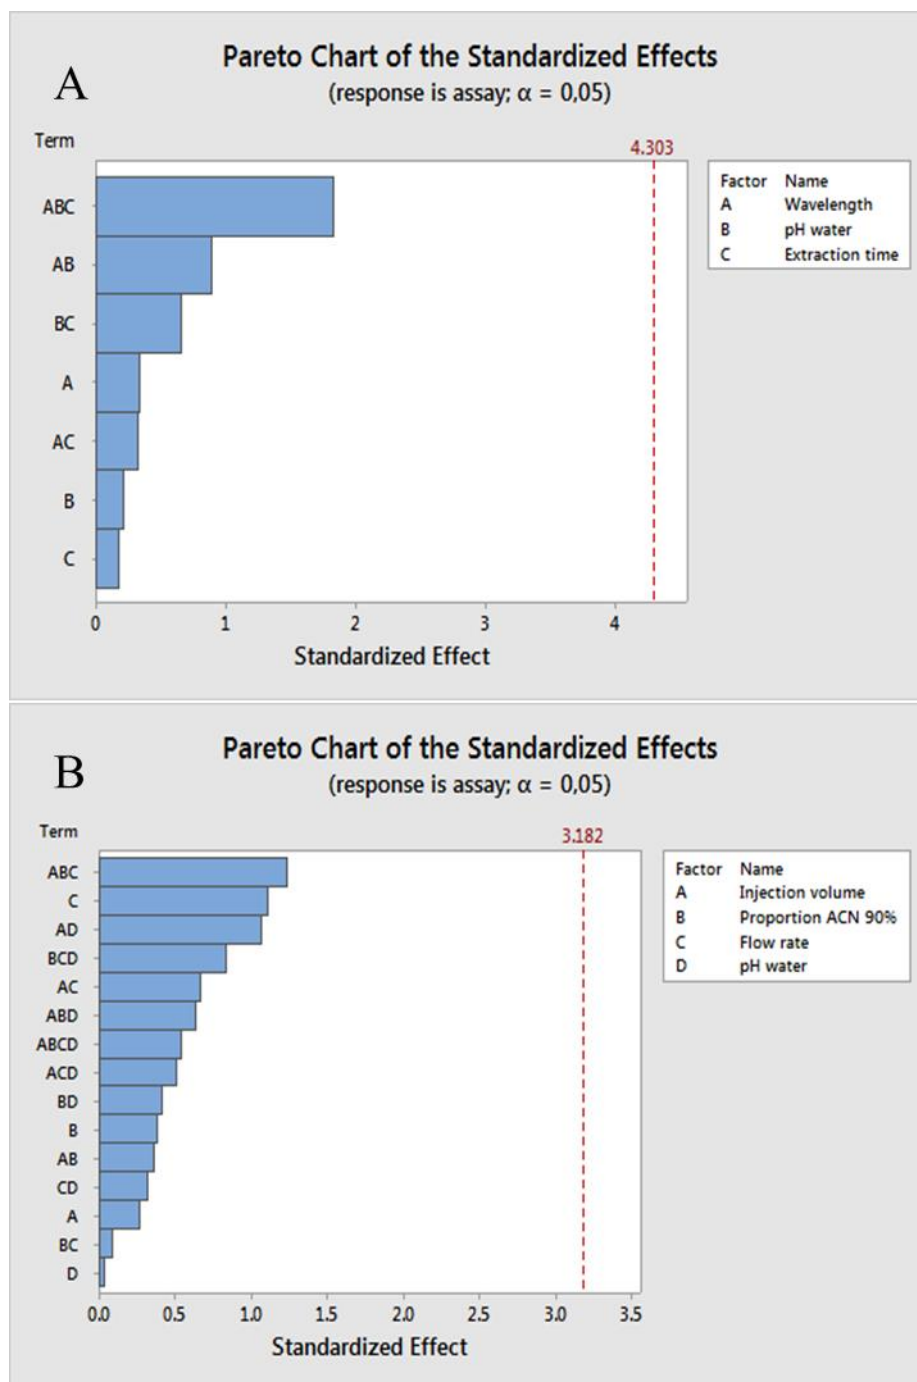 A
Pareto Chart of the Standardized Effects
(response is assay; α = 0,05)
Term
4.303
ABC
AB
BC
A
AC
B
C
0 1 2 3 4
Standardized Effect
Factor Name
A Wavelength
B pH water
C Extraction time
B
Pareto Chart of the Standardized Effects
(response is assay; α = 0,05)
Term
3.182
ABC
C
AD
BCD
AC
ABD
ABCD
ACD
BD
B
AB
CD
A
BC
D
0.0 0.5 1.0 1.5 2.0 2.5 3.0 3.5
Standardized Effect
Factor Name
A Injection volume
B Proportion ACN 90%
C Flow rate
D pH water